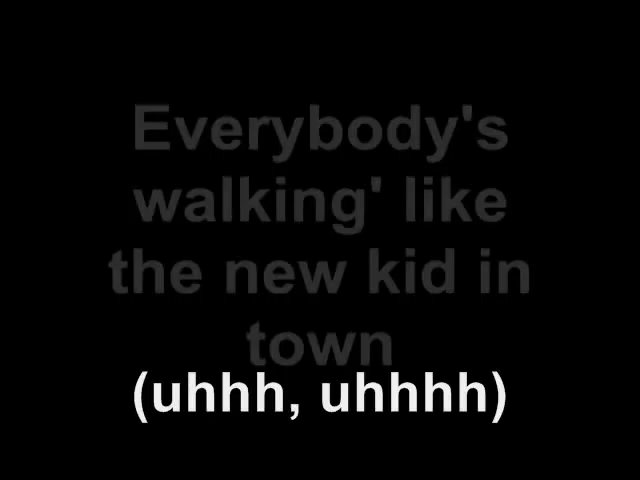 Everybody's
walking' like
the new kid in
town
(uhhh, uhhhh)